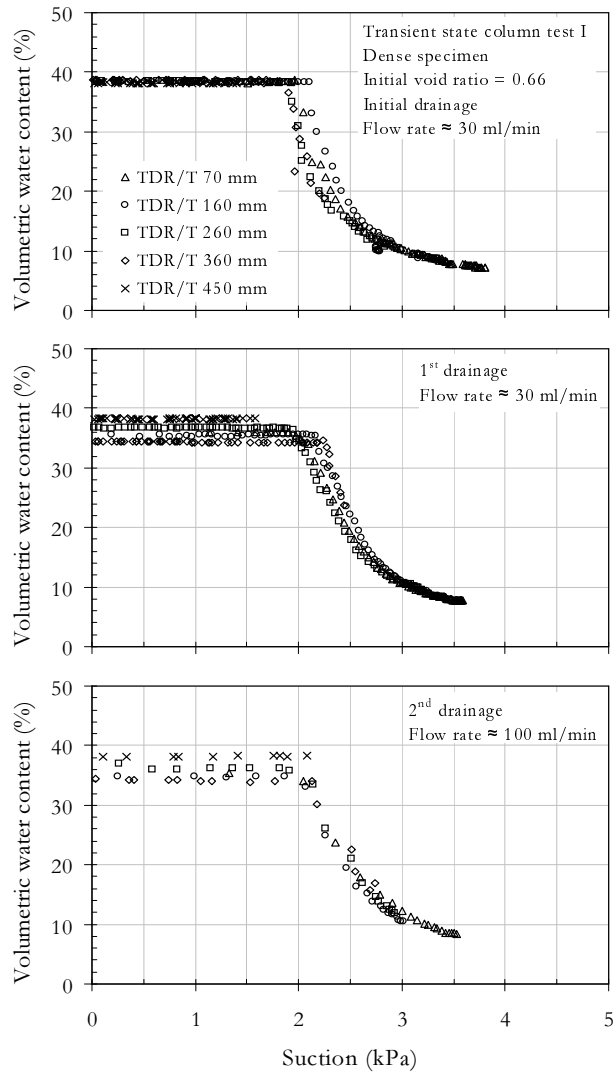 50
40
30
20
10
0
Volumetric water content (%)
Transient state column test I
Dense specimen
Initial void ratio = 0.66
Initial drainage
Flow rate ≈ 30 ml/min
TDR/T 70 mm
TDR/T 160 mm
TDR/T 260 mm
TDR/T 360 mm
TDR/T 450 mm
50
40
30
20
10
0
Volumetric water content (%)
1st drainage
Flow rate ≈ 30 ml/min
50
40
30
20
10
0
Volumetric water content (%)
2nd drainage
Flow rate ≈ 100 ml/min
0 1 2 3 4 5
Suction (kPa)